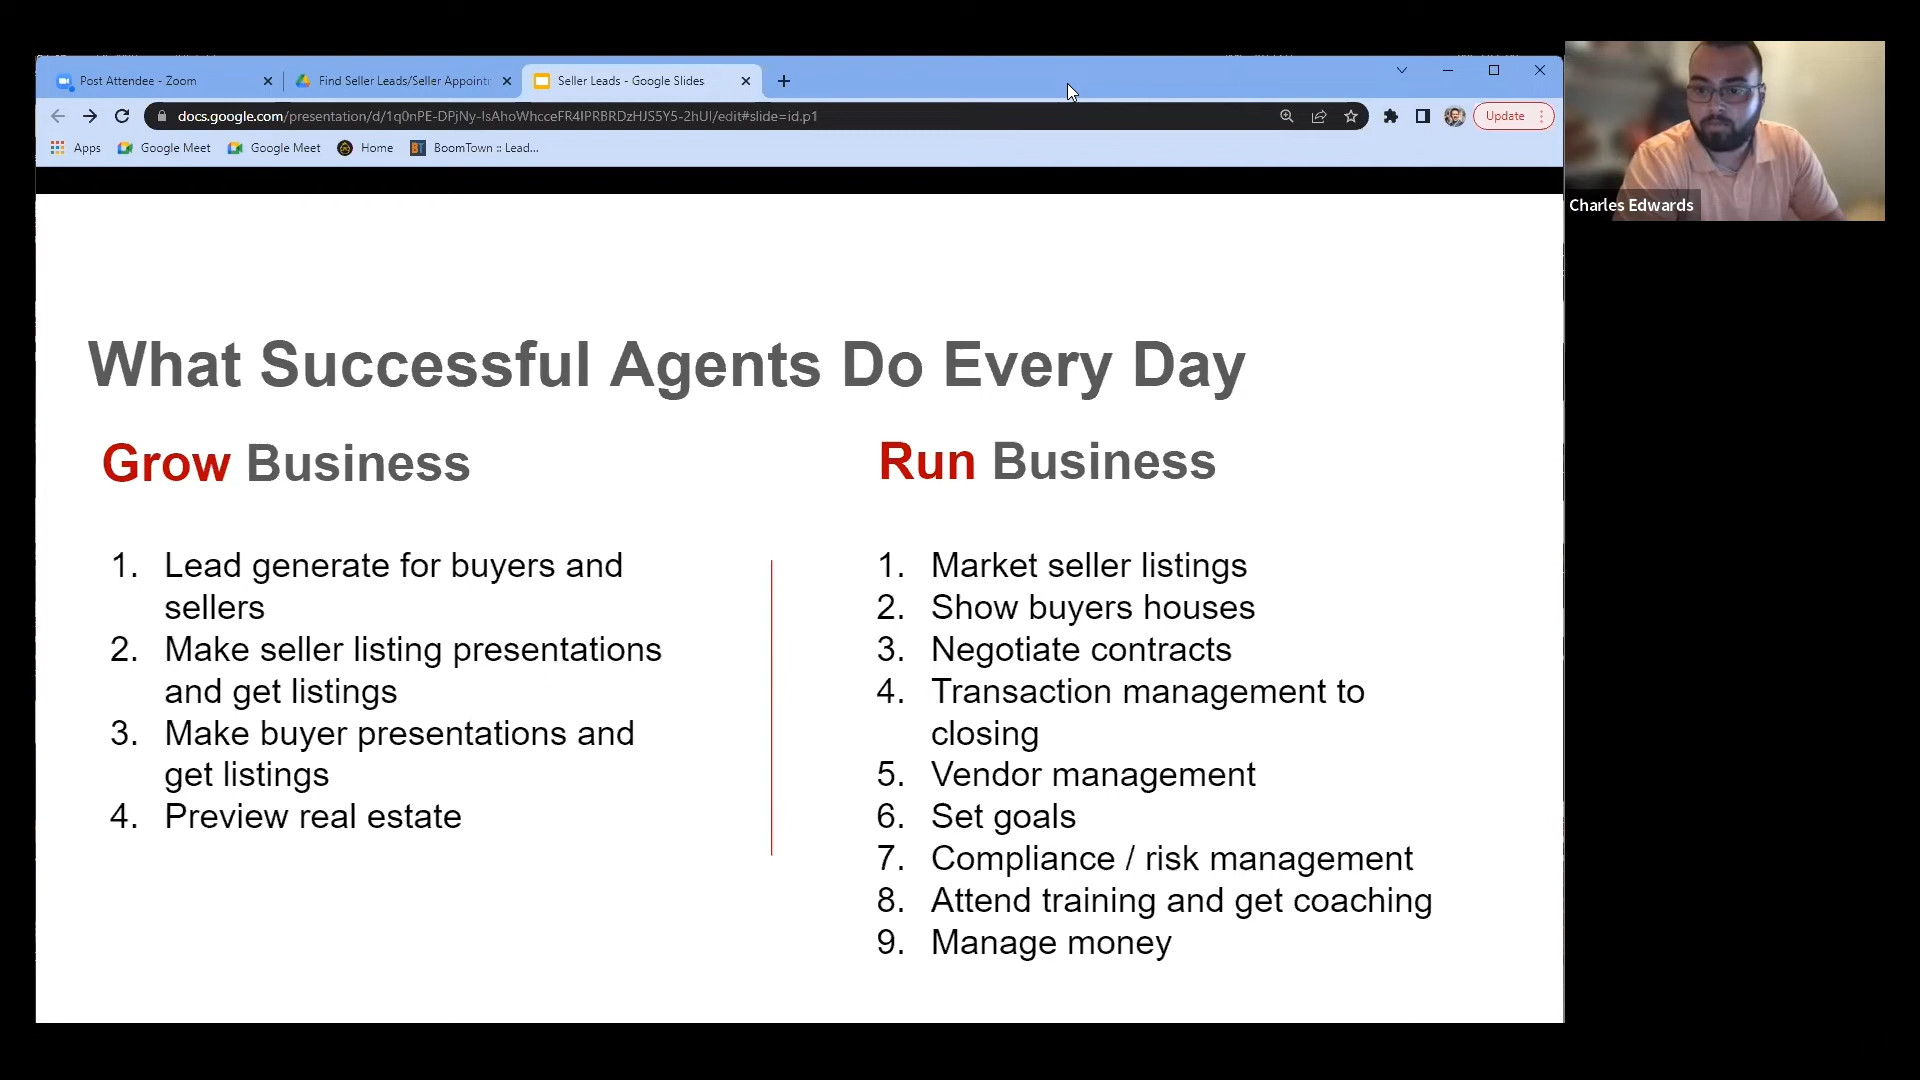 Post Attendee - Zoom
Find Seller Leads/Seller Appointr
Seller Leads - Google Slides
docs.google.com/presentation/d/1q0nPE-DPjNy-IsAhoWhcceFR4IPRBRDzHJS5Y5-2hUI/edit#slide=id.p1
Update
Apps
Google Meet
Google Meet
Home
BT
BoomTown :: Lead...
Charles Edwards
What Successful Agents Do Every Day
Grow Business
1. Lead generate for buyers and
sellers
2. Make seller listing presentations
and get listings
3. Make buyer presentations and
get listings
4. Preview real estate
Run Business
1. Market seller listings
2. Show buyers houses
3. Negotiate contracts
4. Transaction management to
closing
5. Vendor management
6. Set goals
7. Compliance / risk management
8. Attend training and get coaching
9. Manage money